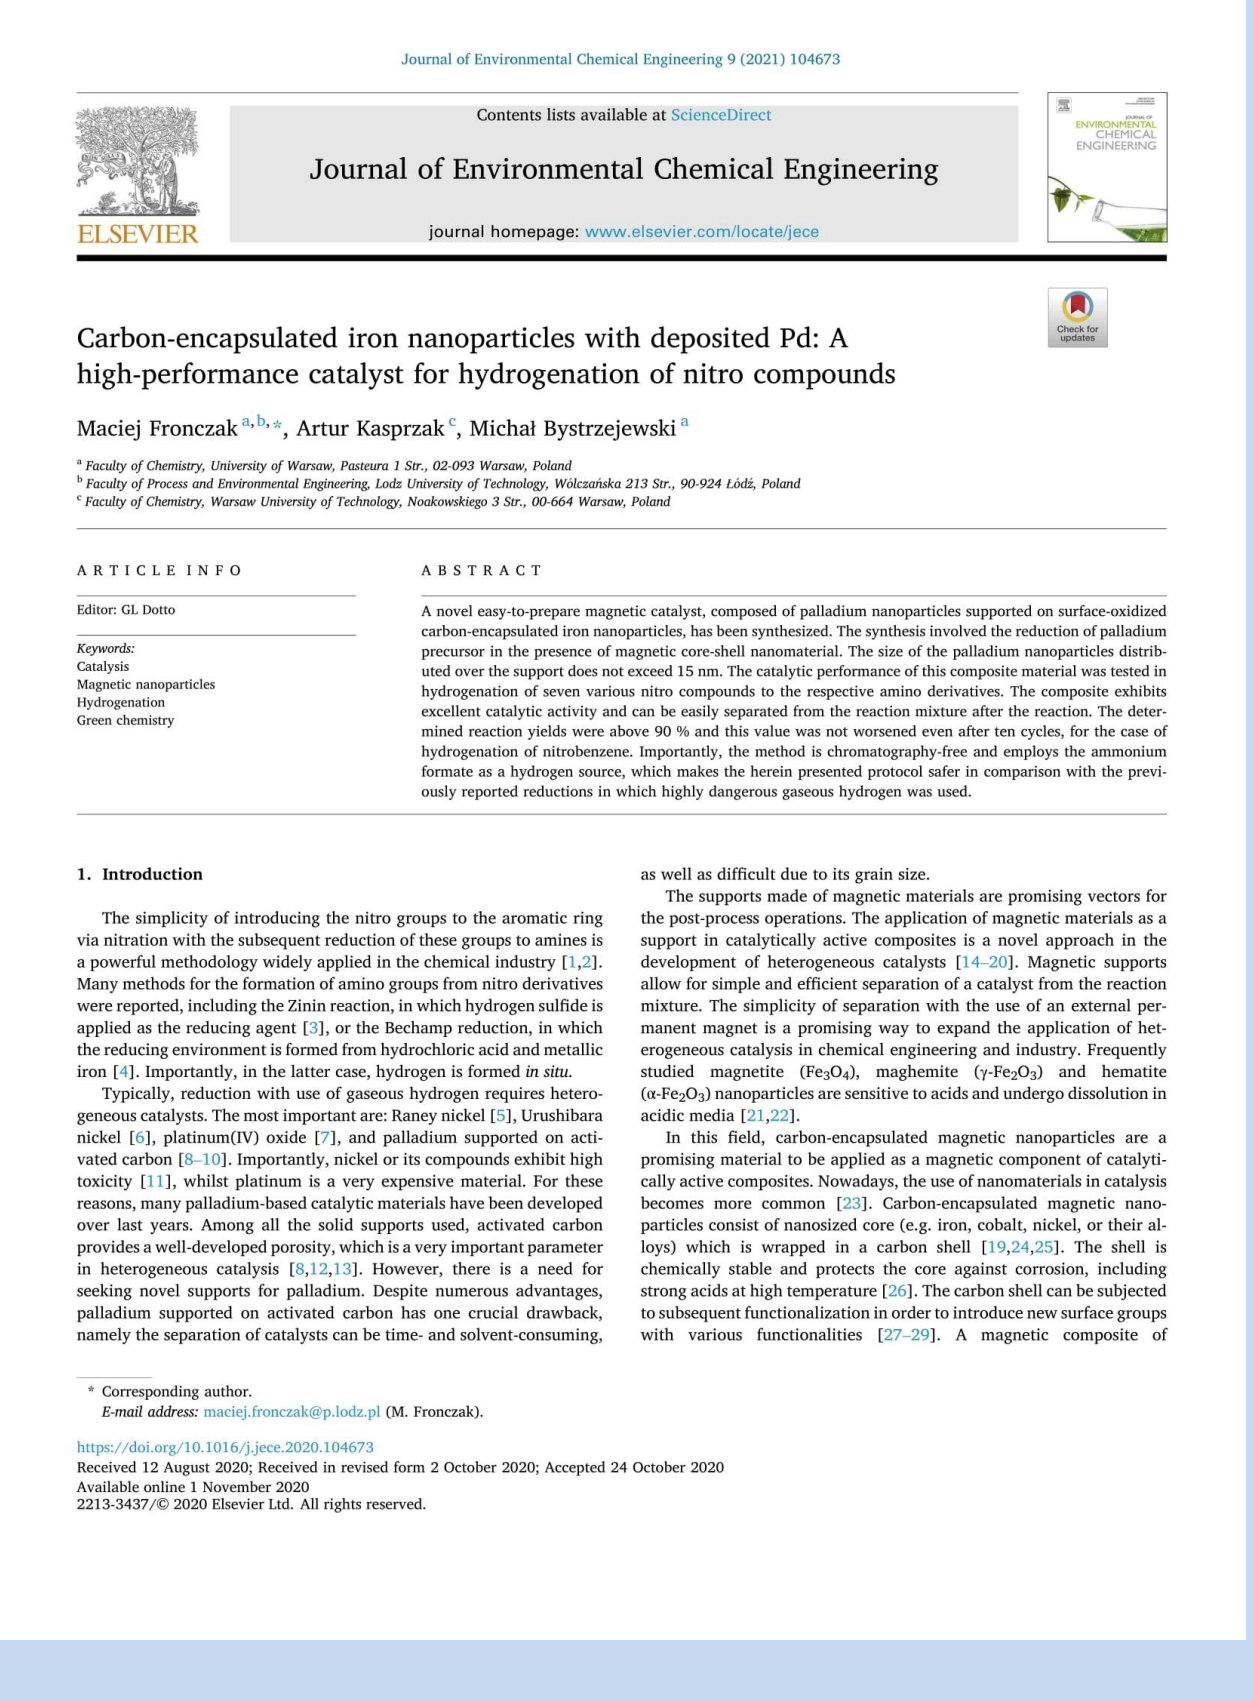 Journal of Environmental Chemical Engineering 9 (2021) 104673
Contents lists available at ScienceDirect
Journal of Environmental Chemical Engineering
journal homepage: www.elsevier.com/locate/jece
ELSEVIER
JOURNAL OF
ENVIRONMENTAL
CHEMICAL
ENGINEERING
Check for
updates
Carbon-encapsulated iron nanoparticles with deposited Pd: A
high-performance catalyst for hydrogenation of nitro compounds
Maciej Fronczak a,b,*, Artur Kasprzak c, Michał Bystrzejewski a
a Faculty of Chemistry, University of Warsaw, Pasteura 1 Str., 02-093 Warsaw, Poland
b Faculty of Process and Environmental Engineering, Lodz University of Technology, Wólczańska 213 Str., 90-924 Łódź, Poland
c Faculty of Chemistry, Warsaw University of Technology, Noakowskiego 3 Str., 00-664 Warsaw, Poland
ARTICLE INFO
Editor: GL Dotto
Keywords:
Catalysis
Magnetic nanoparticles
Hydrogenation
Green chemistry
ABSTRACT
A novel easy-to-prepare magnetic catalyst, composed of palladium nanoparticles supported on surface-oxidized
carbon-encapsulated iron nanoparticles, has been synthesized. The synthesis involved the reduction of palladium
precursor in the presence of magnetic core-shell nanomaterial. The size of the palladium nanoparticles distrib-
uted over the support does not exceed 15 nm. The catalytic performance of this composite material was tested in
hydrogenation of seven various nitro compounds to the respective amino derivatives. The composite exhibits
excellent catalytic activity and can be easily separated from the reaction mixture after the reaction. The deter-
mined reaction yields were above 90 % and this value was not worsened even after ten cycles, for the case of
hydrogenation of nitrobenzene. Importantly, the method is chromatography-free and employs the ammonium
formate as a hydrogen source, which makes the herein presented protocol safer in comparison with the previ-
ously reported reductions in which highly dangerous gaseous hydrogen was used.
1. Introduction
The simplicity of introducing the nitro groups to the aromatic ring
via nitration with the subsequent reduction of these groups to amines is
a powerful methodology widely applied in the chemical industry [1,2].
Many methods for the formation of amino groups from nitro derivatives
were reported, including the Zinin reaction, in which hydrogen sulfide is
applied as the reducing agent [3], or the Bechamp reduction, in which
the reducing environment is formed from hydrochloric acid and metallic
iron [4]. Importantly, in the latter case, hydrogen is formed in situ.
Typically, reduction with use of gaseous hydrogen requires hetero-
geneous catalysts. The most important are: Raney nickel [5], Urushibara
nickel [6], platinum(IV) oxide [7], and palladium supported on acti-
vated carbon [8–10]. Importantly, nickel or its compounds exhibit high
toxicity [11], whilst platinum is a very expensive material. For these
reasons, many palladium-based catalytic materials have been developed
over last years. Among all the solid supports used, activated carbon
provides a well-developed porosity, which is a very important parameter
in heterogeneous catalysis [8,12,13]. However, there is a need for
seeking novel supports for palladium. Despite numerous advantages,
palladium supported on activated carbon has one crucial drawback,
namely the separation of catalysts can be time- and solvent-consuming,
as well as difficult due to its grain size.
The supports made of magnetic materials are promising vectors for
the post-process operations. The application of magnetic materials as a
support in catalytically active composites is a novel approach in the
development of heterogeneous catalysts [14–20]. Magnetic supports
allow for simple and efficient separation of a catalyst from the reaction
mixture. The simplicity of separation with the use of an external per-
manent magnet is a promising way to expand the application of het-
erogeneous catalysis in chemical engineering and industry. Frequently
studied magnetite (Fe₃O₄), maghemite (γ-Fe₂O₃) and hematite
(α-Fe₂O₃) nanoparticles are sensitive to acids and undergo dissolution in
acidic media [21,22].
In this field, carbon-encapsulated magnetic nanoparticles are a
promising material to be applied as a magnetic component of catalyti-
cally active composites. Nowadays, the use of nanomaterials in catalysis
becomes more common [23]. Carbon-encapsulated magnetic nano-
particles consist of nanosized core (e.g. iron, cobalt, nickel, or their al-
loys) which is wrapped in a carbon shell [19,24,25]. The shell is
chemically stable and protects the core against corrosion, including
strong acids at high temperature [26]. The carbon shell can be subjected
to subsequent functionalization in order to introduce new surface groups
with various functionalities [27–29]. A magnetic composite of
* Corresponding author.
E-mail address: maciej.fronczak@p.lodz.pl (M. Fronczak).
https://doi.org/10.1016/j.jece.2020.104673
Received 12 August 2020; Received in revised form 2 October 2020; Accepted 24 October 2020
Available online 1 November 2020
2213-3437/© 2020 Elsevier Ltd. All rights reserved.